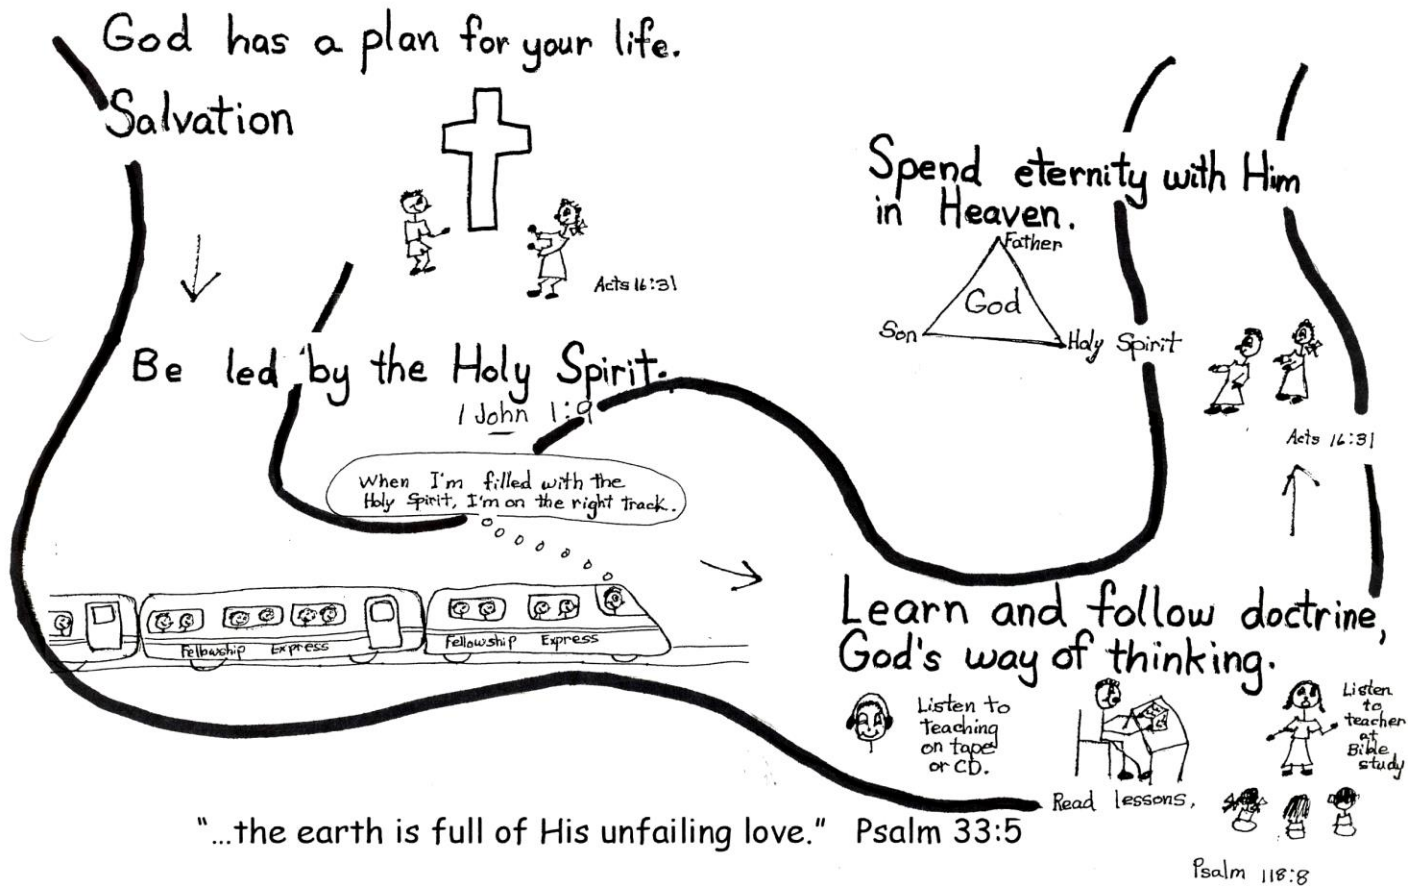 God has a plan for your life.
Salvation
Acts 16:31
Be led by the Holy Spirit.
1 John 1:9
When I'm filled with the
Holy Spirit, I'm on the right track.
Fellowship Express
Fellowship Express
Learn and follow doctrine,
God's way of thinking.
Listen to
teaching
on tape
or CD.
Read lessons.
Listen
to
teacher
at
Bible
study
Psalm 118:8
Spend eternity with Him
in Heaven.
Father
God
Son
Holy Spirit
Acts 16:31
"...the earth is full of His unfailing love." Psalm 33:5